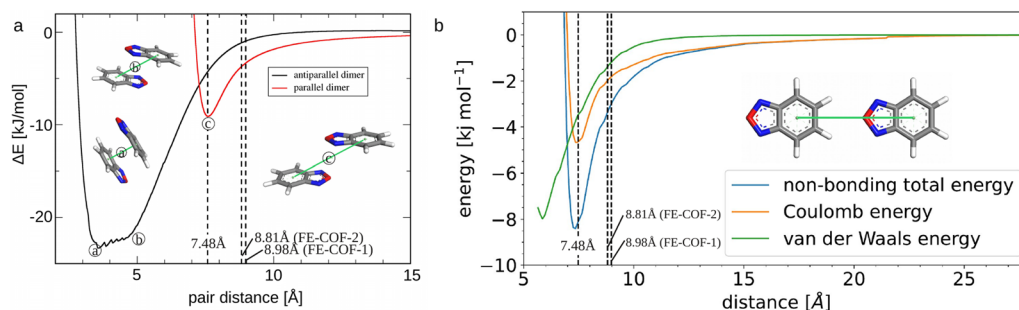 a
0
-10
-20
ΔE [kJ/mol]
5
10
15
pair distance [Å]
antiparallel dimer
parallel dimer
b
a
c
c
a
b
7.48Å
8.81Å (FE-COF-2)
8.98Å (FE-COF-1)
b
0
−2
−4
−6
−8
−10
energy [kJ mol⁻¹]
5
10
15
20
25
distance [Å]
non-bonding total energy
Coulomb energy
van der Waals energy
7.48Å
8.81Å (FE-COF-2)
8.98Å (FE-COF-1)